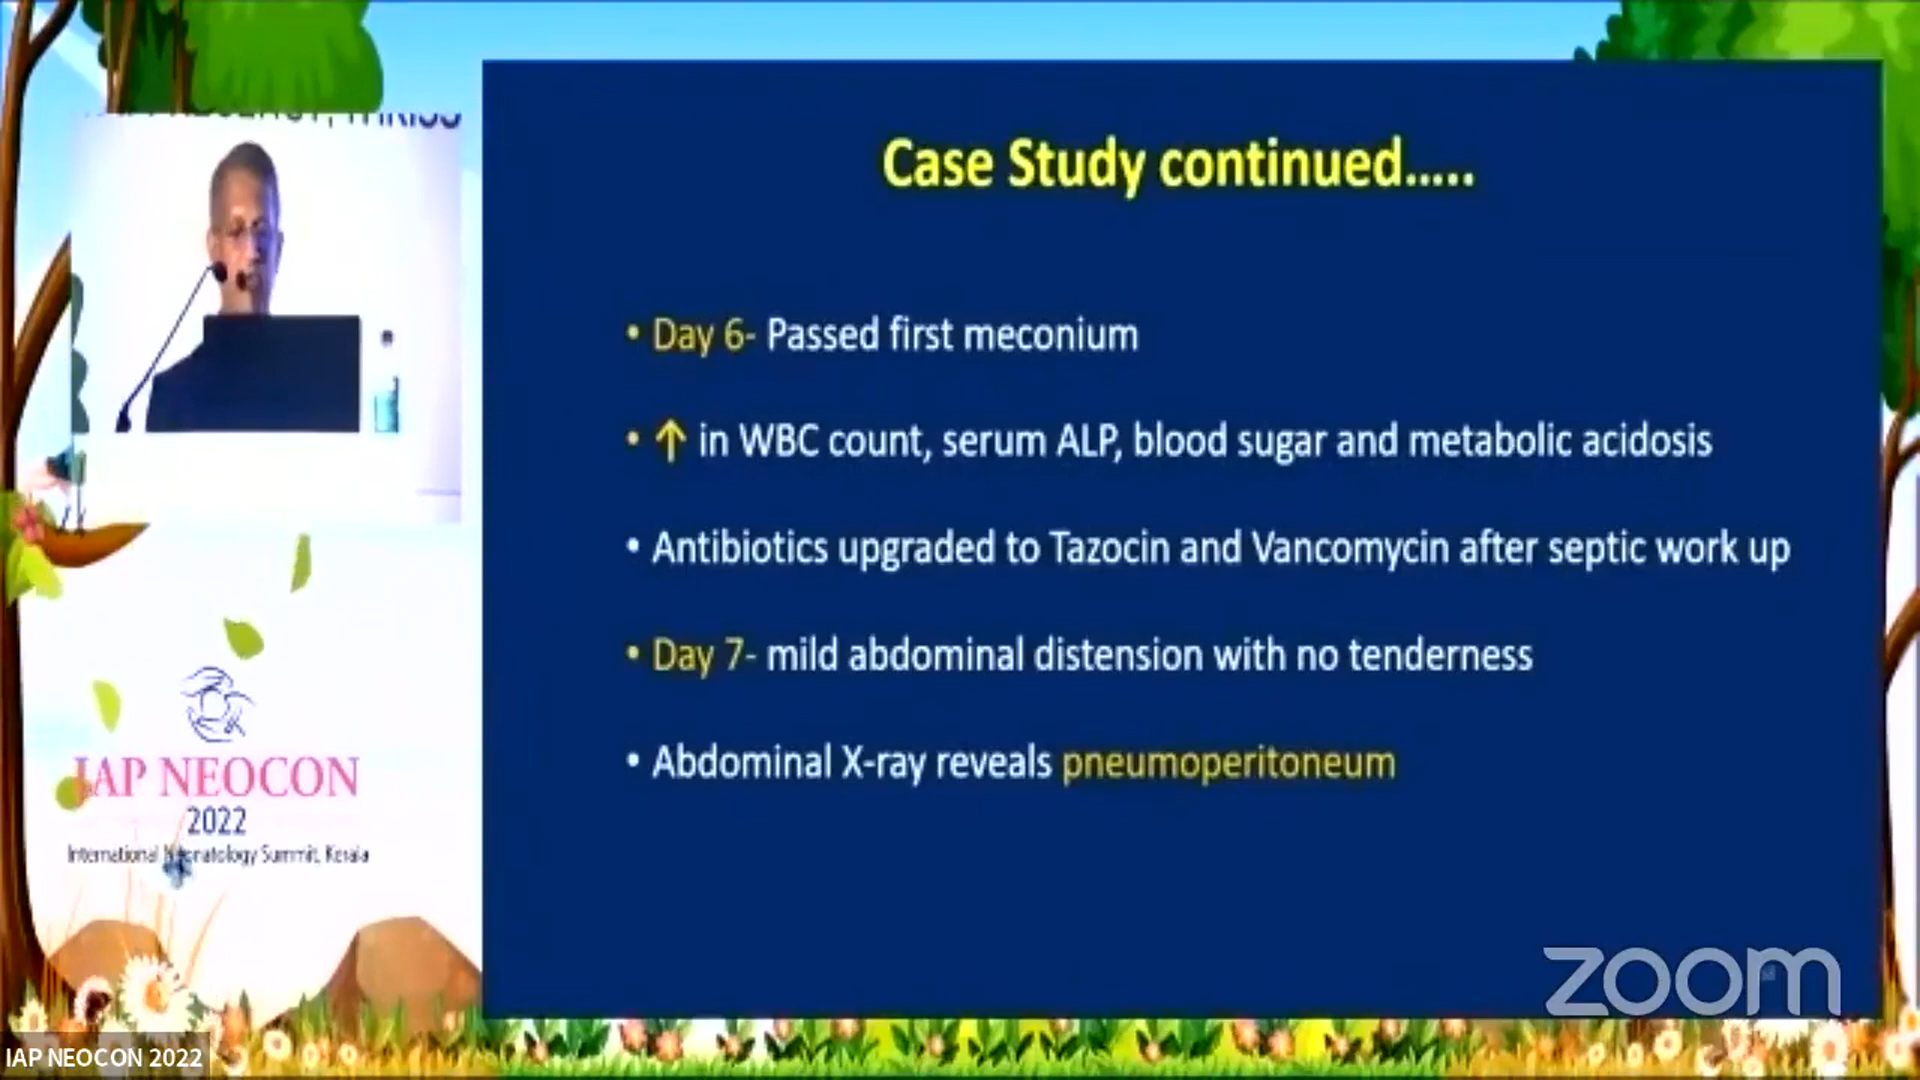 Case Study continued.....
• Day 6- Passed first meconium
• ↑ in WBC count, serum ALP, blood sugar and metabolic acidosis
• Antibiotics upgraded to Tazocin and Vancomycin after septic work up
• Day 7- mild abdominal distension with no tenderness
• Abdominal X-ray reveals pneumoperitoneum
IAP NEOCON
2022
International Neonatology Summit, Kerala
zoom
IAP NEOCON 2022